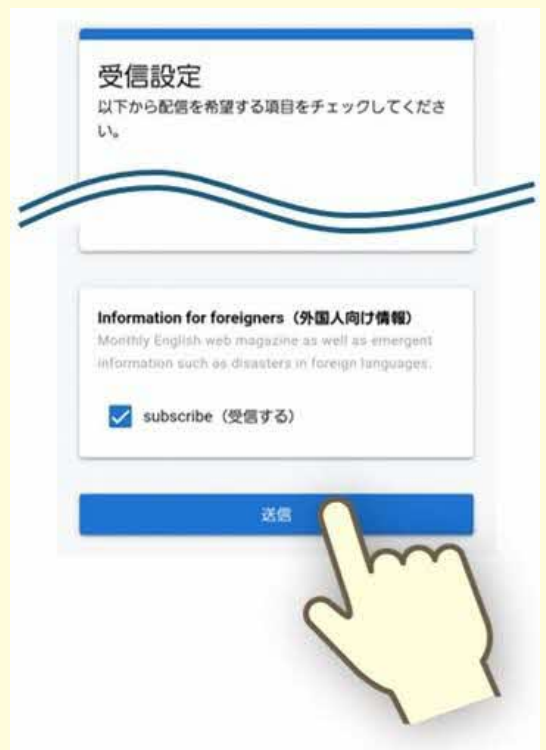 受信設定
以下から配信を希望する項目をチェックしてくださ
い。
Information for foreigners（外国人向け情報）
Monthly English web magazine as well as emergent
information such as disasters in foreign languages.
subscribe（受信する）
送信